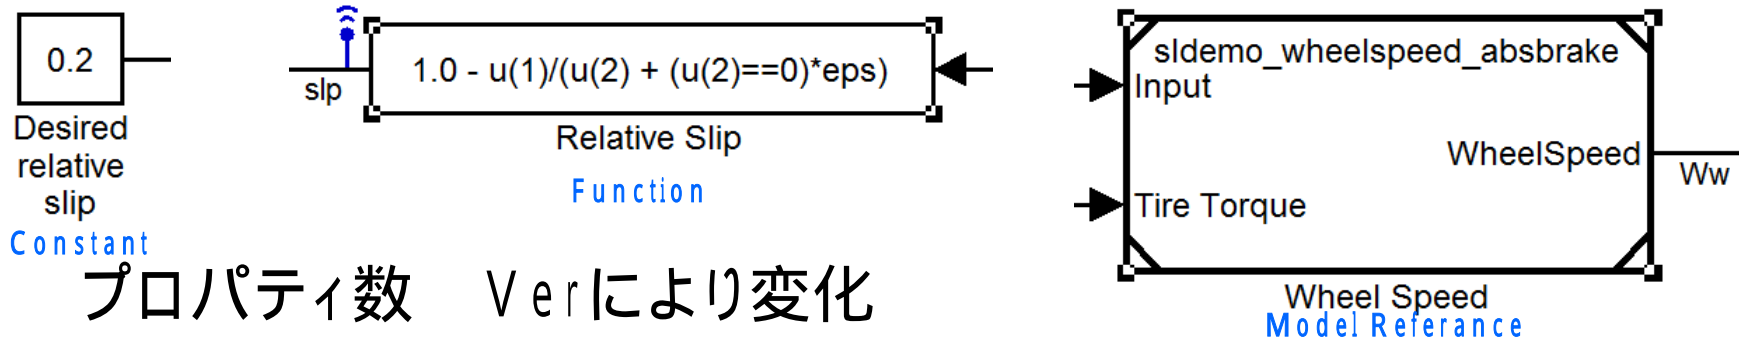 0.2
Desired
relative
slip
Constant
slp
1.0 - u(1)/(u(2) + (u(2)==0)*eps)
Relative Slip
Function
sldemo_wheelspeed_absbrake
Input
WheelSpeed
Ww
Tire Torque
Wheel Speed
Model Referance
プロパティ数　Verにより変化